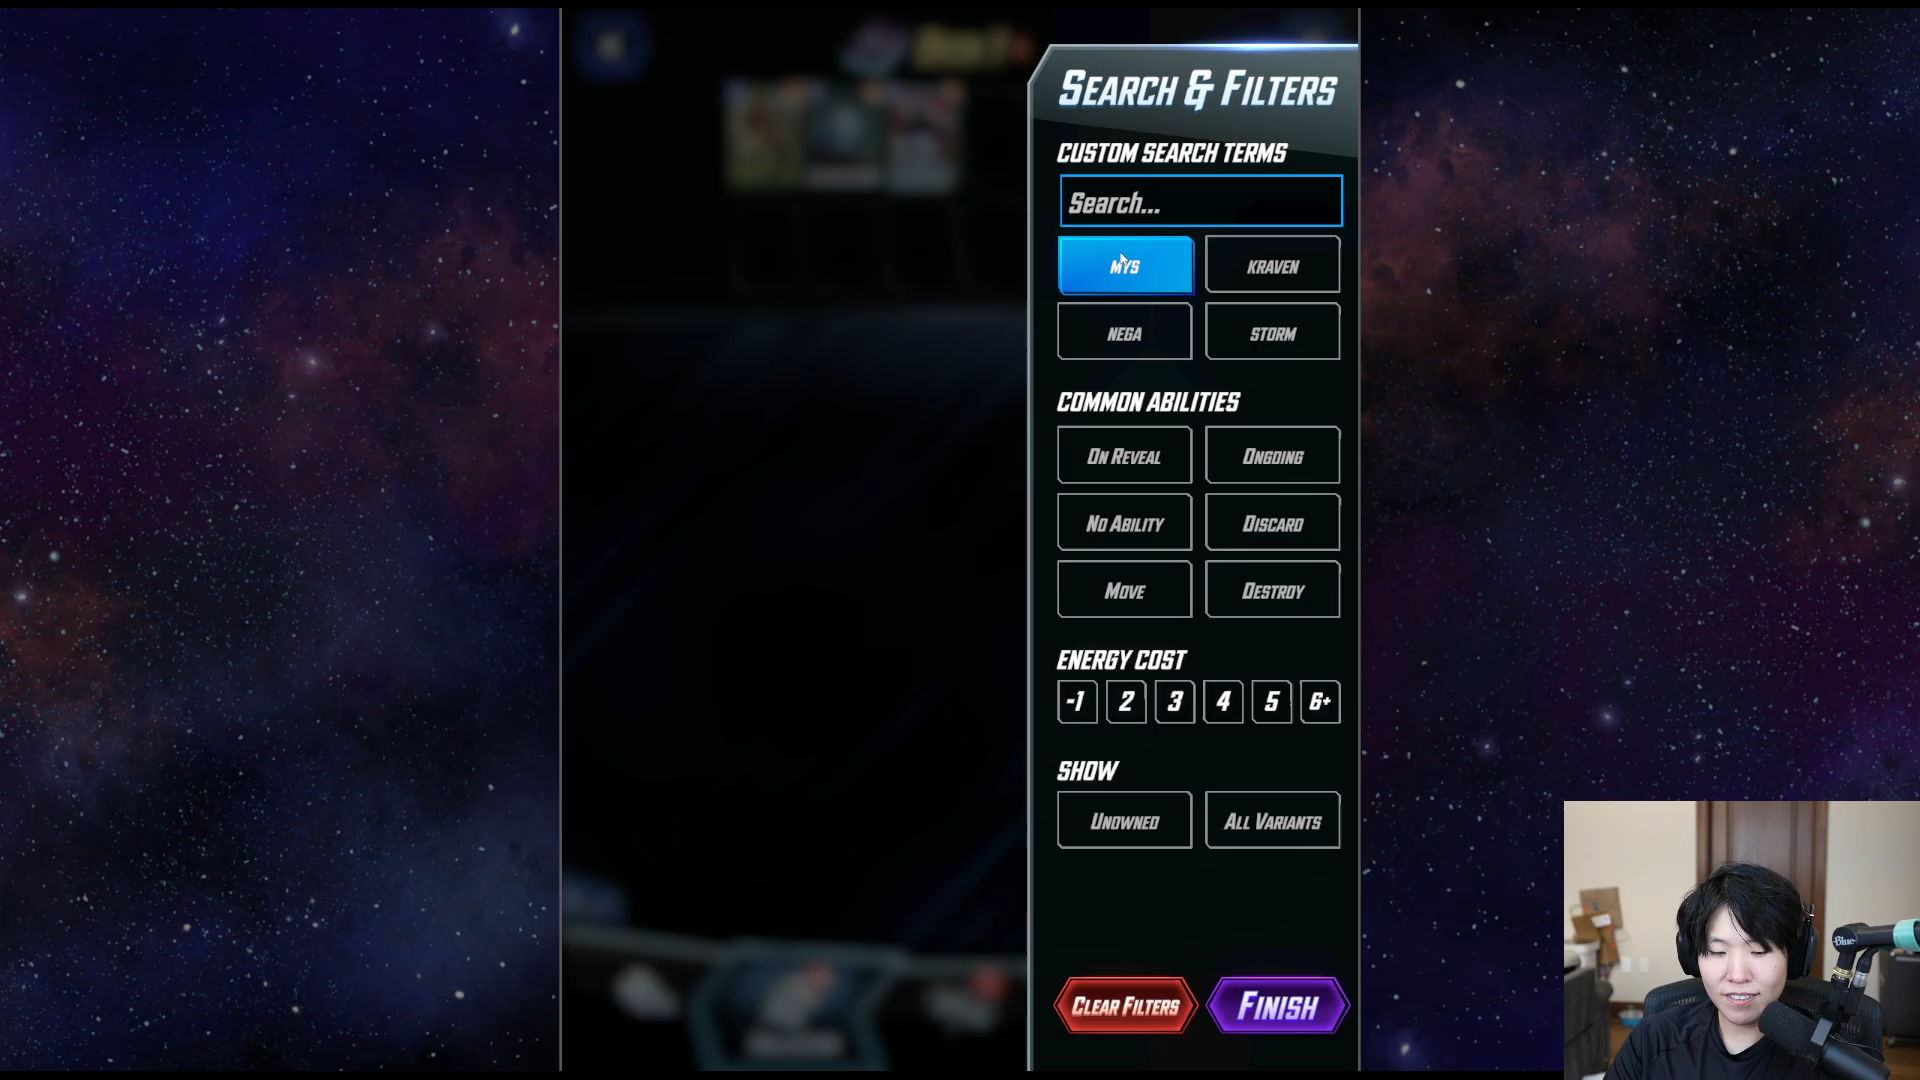 SEARCH & FILTERS
CUSTOM SEARCH TERMS
Search...
MYS
KRAVEN
NEGA
STORM
COMMON ABILITIES
ON REVEAL
ONGOING
NO ABILITY
DISCARD
MOVE
DESTROY
ENERGY COST
-1 2 3 4 5 6+
SHOW
UNOWNED
ALL VARIANTS
CLEAR FILTERS
FINISH
Blue